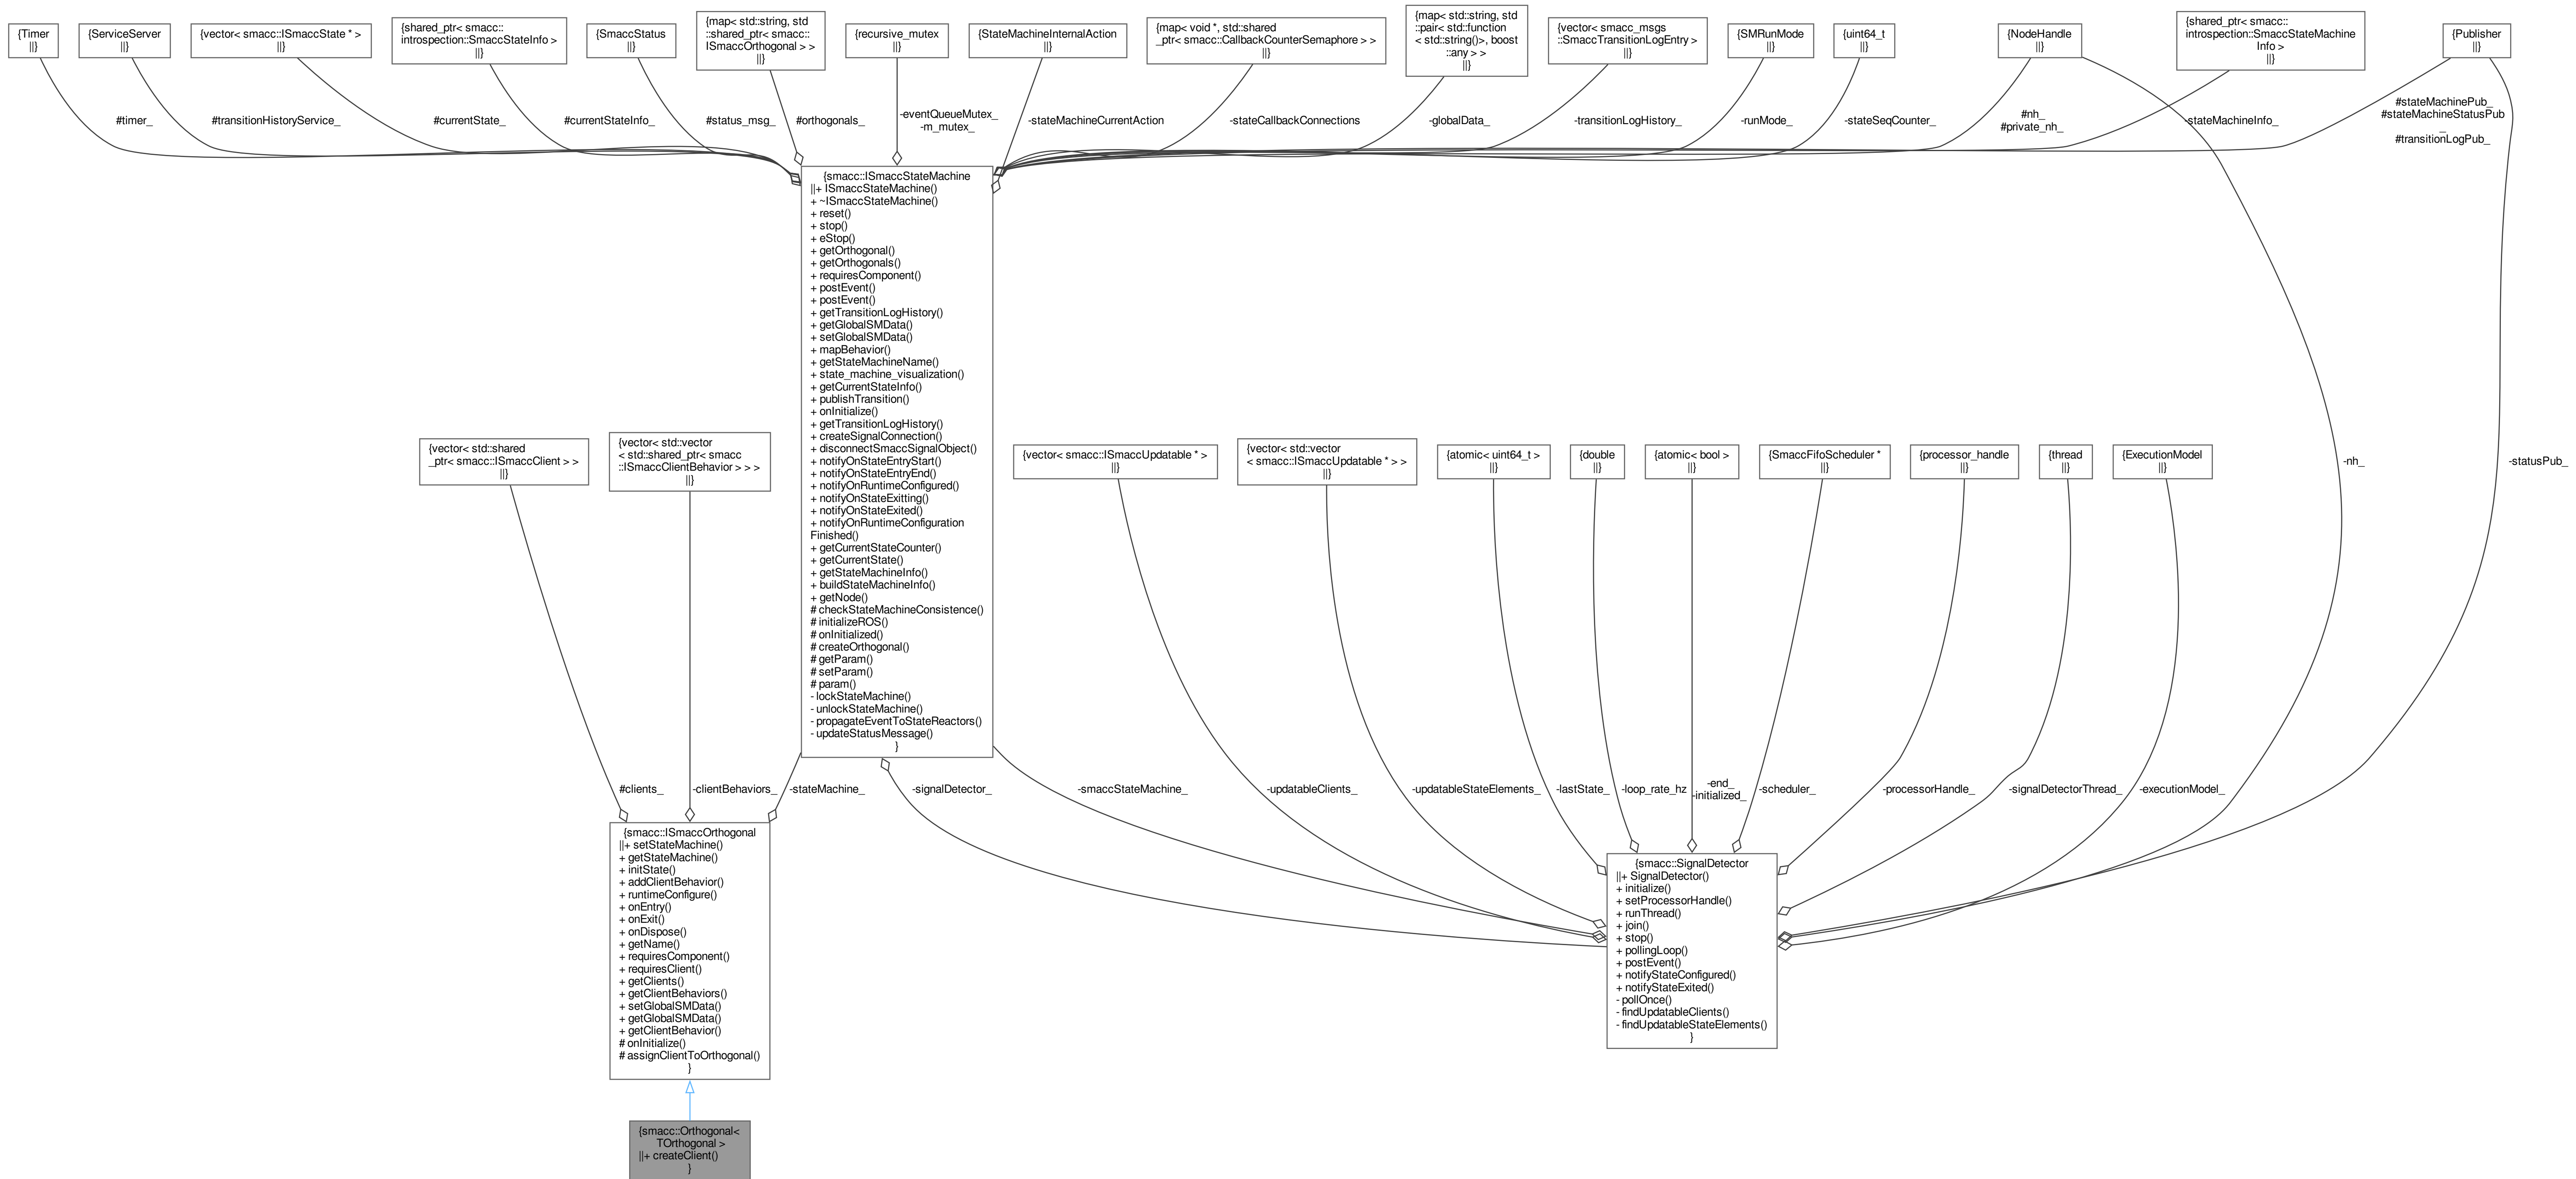 {Timer
||}
{ServiceServer
||}
{vector< smacc::ISmaccState * >
||}
{shared_ptr< smacc::
introspection::SmaccStateInfo >
||}
{SmaccStatus
||}
{map< std::string, std
::shared_ptr< smacc::
ISmaccOrthogonal > >
||}
{recursive_mutex
||}
{StateMachineInternalAction
||}
{map< void *, std::shared
_ptr< smacc::CallbackCounterSemaphore > >
||}
{map< std::string, std
::pair< std::function
< std::string()>, boost
::any > >
||}
{vector< smacc_msgs
::SmaccTransitionLogEntry >
||}
{SMRunMode
||}
{uint64_t
||}
{NodeHandle
||}
{shared_ptr< smacc::
introspection::SmaccStateMachine
Info >
||}
{Publisher
||}
#timer_
#transitionHistoryService_
#currentState_
#currentStateInfo_
#status_msg_
#orthogonals_
-eventQueueMutex_
-m_mutex_
-stateMachineCurrentAction
-stateCallbackConnections
-globalData_
-transitionLogHistory_
-runMode_
-stateSeqCounter_
#nh_
#private_nh_
-stateMachineInfo_
#stateMachinePub_
#stateMachineStatusPub
_
#transitionLogPub_
{smacc::ISmaccStateMachine
||+ ISmaccStateMachine()
+ ~ISmaccStateMachine()
+ reset()
+ stop()
+ eStop()
+ getOrthogonal()
+ getOrthogonals()
+ requiresComponent()
+ postEvent()
+ postEvent()
+ getTransitionLogHistory()
+ getGlobalSMData()
+ setGlobalSMData()
+ mapBehavior()
+ getStateMachineName()
+ state_machine_visualization()
+ getCurrentStateInfo()
+ publishTransition()
+ onInitialize()
+ getTransitionLogHistory()
+ createSignalConnection()
+ disconnectSmaccSignalObject()
+ notifyOnStateEntryStart()
+ notifyOnStateEntryEnd()
+ notifyOnRuntimeConfigured()
+ notifyOnStateExitting()
+ notifyOnStateExited()
+ notifyOnRuntimeConfiguration
Finished()
+ getCurrentStateCounter()
+ getCurrentState()
+ getStateMachineInfo()
+ buildStateMachineInfo()
+ getNode()
# checkStateMachineConsistence()
# initializeROS()
# onInitialized()
# createOrthogonal()
# getParam()
# setParam()
# param()
- lockStateMachine()
- unlockStateMachine()
- propagateEventToStateReactors()
- updateStatusMessage()
}
{vector< std::shared
_ptr< smacc::ISmaccClient > >
||}
{vector< std::vector
< std::shared_ptr< smacc
::ISmaccClientBehavior > > >
||}
{vector< smacc::ISmaccUpdatable * >
||}
{vector< std::vector
< smacc::ISmaccUpdatable * > >
||}
{atomic< uint64_t >
||}
{double
||}
{atomic< bool >
||}
{SmaccFifoScheduler *
||}
{processor_handle
||}
{thread
||}
{ExecutionModel
||}
-nh_
-statusPub_
#clients_
-clientBehaviors_
-stateMachine_
-signalDetector_
-smaccStateMachine_
-updatableClients_
-updatableStateElements_
-lastState_
-loop_rate_hz
-end_
-initialized_
-scheduler_
-processorHandle_
-signalDetectorThread_
-executionModel_
{smacc::ISmaccOrthogonal
||+ setStateMachine()
+ getStateMachine()
+ initState()
+ addClientBehavior()
+ runtimeConfigure()
+ onEntry()
+ onExit()
+ onDispose()
+ getName()
+ requiresComponent()
+ requiresClient()
+ getClients()
+ getClientBehaviors()
+ setGlobalSMData()
+ getGlobalSMData()
+ getClientBehavior()
# onInitialize()
# assignClientToOrthogonal()
}
{smacc::SignalDetector
||+ SignalDetector()
+ initialize()
+ setProcessorHandle()
+ runThread()
+ join()
+ stop()
+ pollingLoop()
+ postEvent()
+ notifyStateConfigured()
+ notifyStateExited()
- pollOnce()
- findUpdatableClients()
- findUpdatableStateElements()
}
{smacc::Orthogonal<
TOrthogonal >
||+ createClient()
}